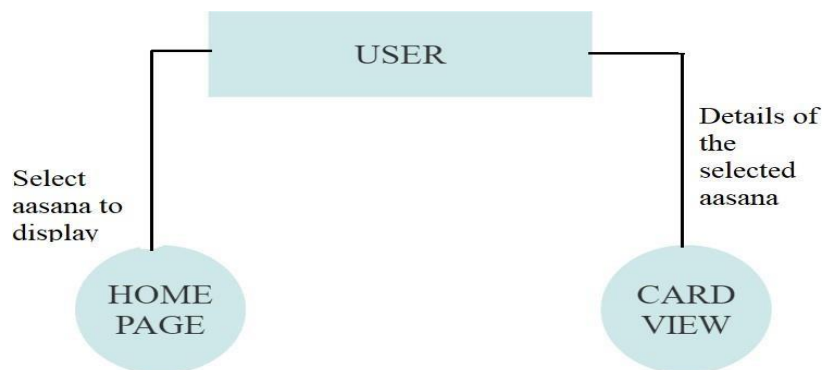 USER
Select
aasana to
display
Details of
the
selected
aasana
HOME
PAGE
CARD
VIEW